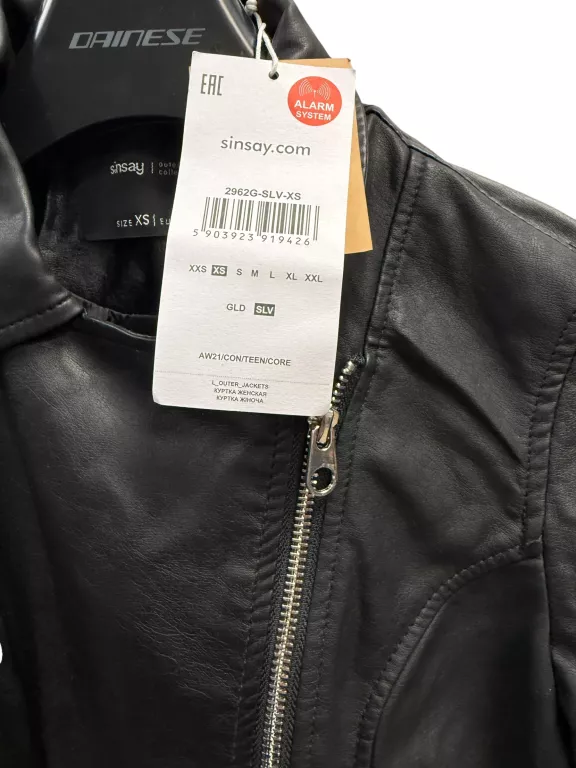 DAINESE
EAC
ALARM
SYSTEM
sinsay.com
2962G-SLV-XS
5 903923 919426
XXS XS S M L XL XXL
GLD SLV
AW21/CON/TEEN/CORE
L_OUTER_JACKETS
КУРТКА ЖЕНСКАЯ
КУРТКА ЖІНОЧА
sinsay
SIZE XS